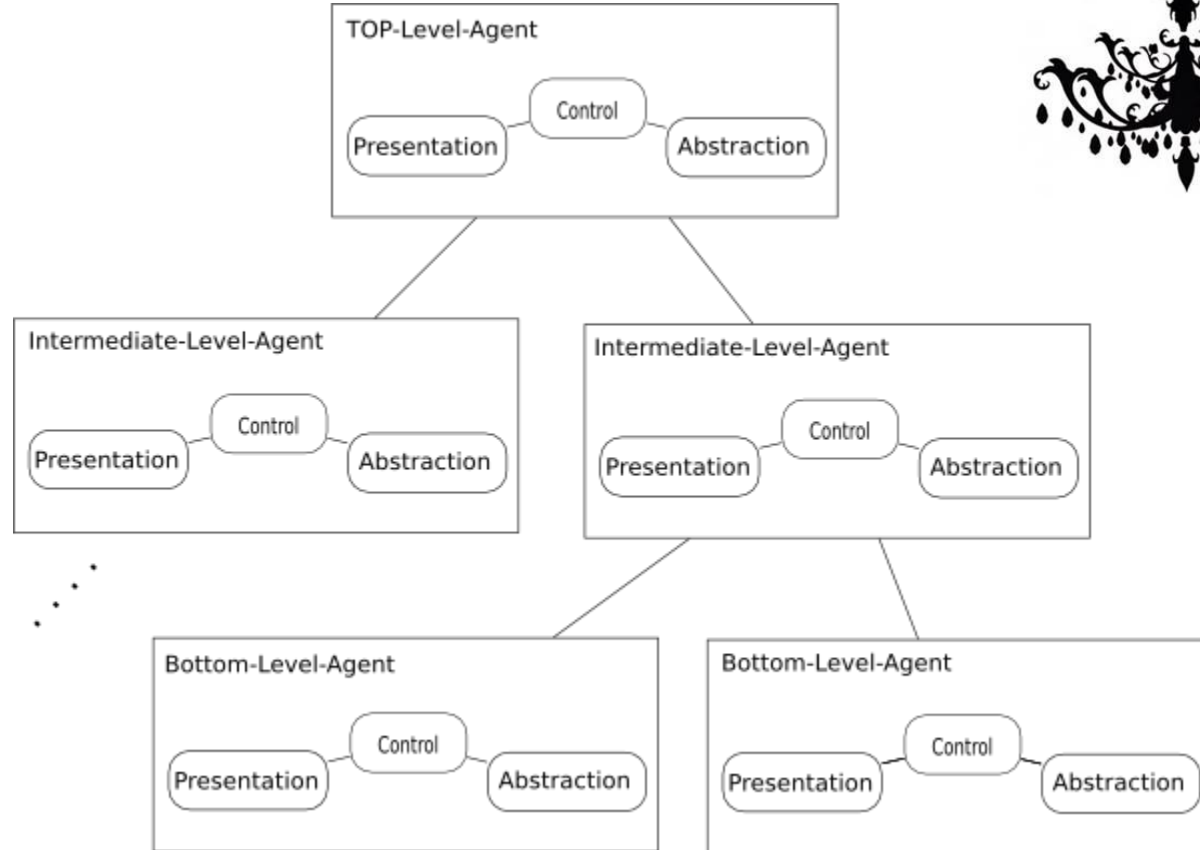 TOP-Level-Agent
Control
Presentation
Abstraction
Intermediate-Level-Agent
Control
Presentation
Abstraction
Intermediate-Level-Agent
Control
Presentation
Abstraction
Bottom-Level-Agent
Control
Presentation
Abstraction
Bottom-Level-Agent
Control
Presentation
Abstraction